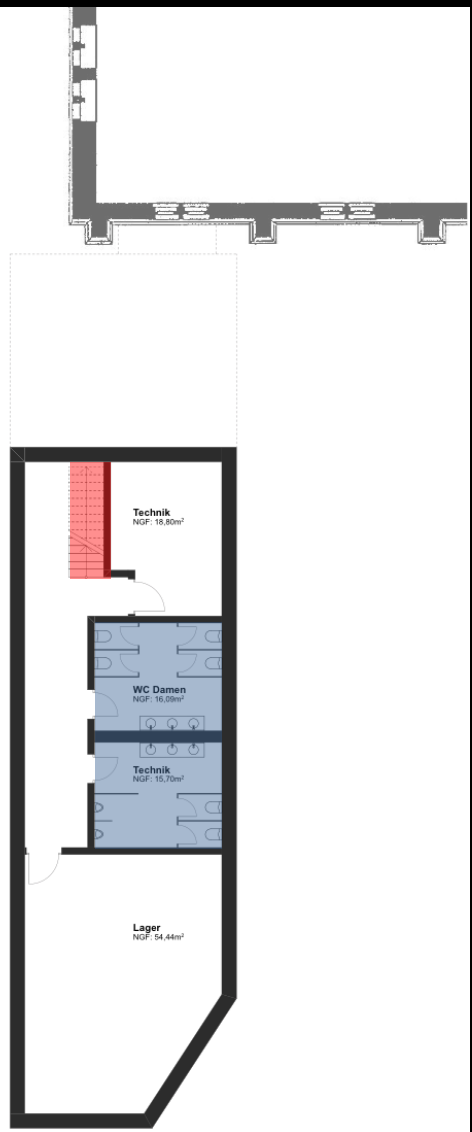 Technik
NGF: 18,80m²
WC Damen
NGF: 16,09m²
Technik
NGF: 15,70m²
Lager
NGF: 54,44m²